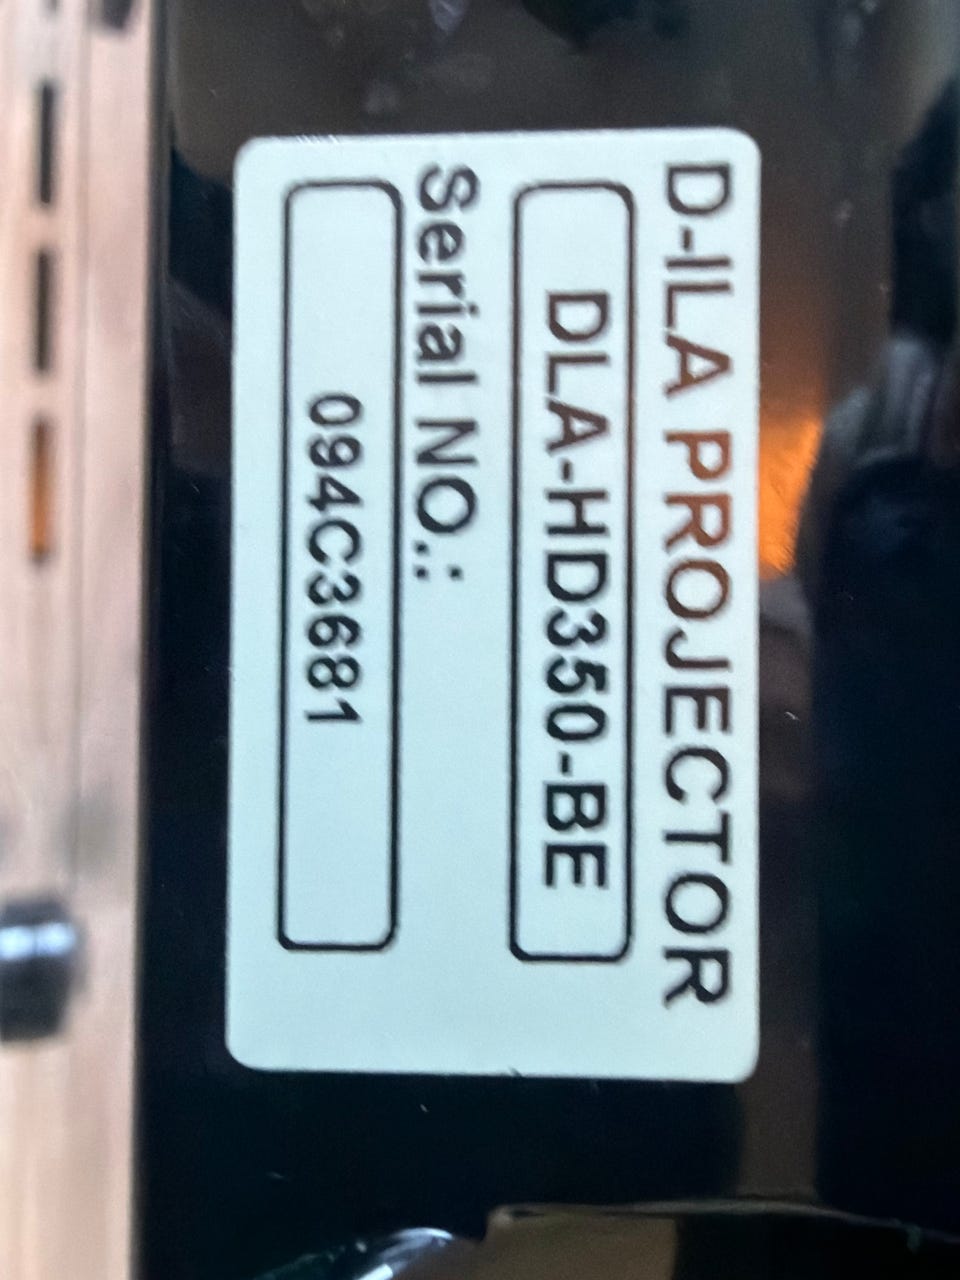 D-ILA PROJECTOR
DLA-HD350-BE
Serial NO.:
094C3681